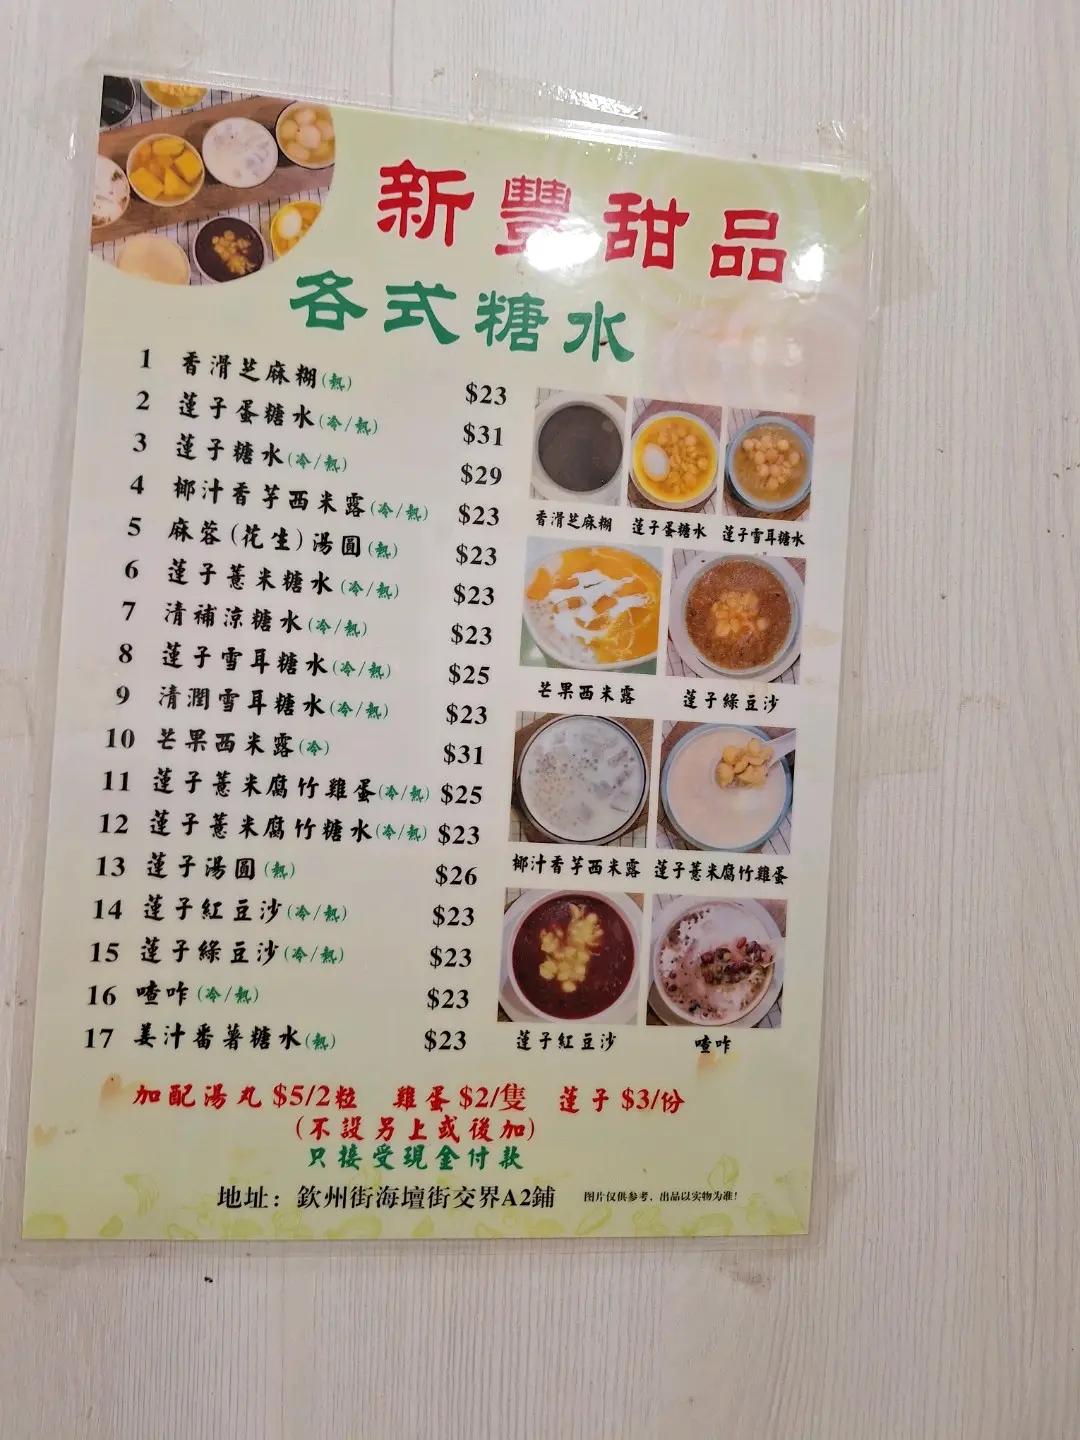 新豐甜品
各式糖水
1 香滑芝麻糊(熱) $23
2 蓮子蛋糖水(冷/熱) $31
3 蓮子糖水(冷/熱) $29
4 椰汁香芋西米露(冷/熱) $23
5 麻蓉(花生)湯圓(熱) $23
6 蓮子薏米糖水(冷/熱) $23
7 清補涼糖水(冷/熱) $23
8 蓮子雪耳糖水(冷/熱) $25
9 清潤雪耳糖水(冷/熱) $23
10 芒果西米露(冷) $31
11 蓮子薏米腐竹雞蛋(冷/熱) $25
12 蓮子薏米腐竹糖水(冷/熱) $23
13 蓮子湯圓(熱) $26
14 蓮子紅豆沙(冷/熱) $23
15 蓮子綠豆沙(冷/熱) $23
16 喳咋(冷/熱) $23
17 姜汁番薯糖水(熱) $23
香滑芝麻糊 蓮子蛋糖水 蓮子雪耳糖水
芒果西米露 蓮子綠豆沙
椰汁香芋西米露 蓮子薏米腐竹雞蛋
蓮子紅豆沙 喳咋
加配湯丸 $5/2粒 雞蛋 $2/隻 蓮子 $3/份
(不設另上或後加)
只接受現金付款
地址：欽州街海壇街交界A2鋪 图片仅供参考，出品以实物为准！